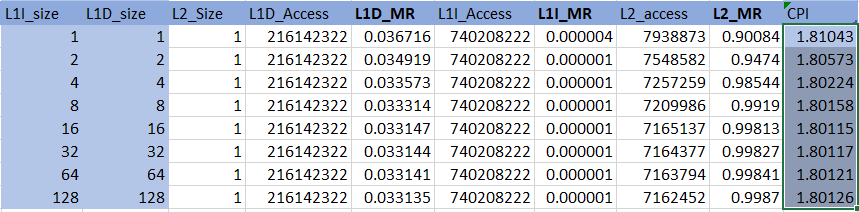 L1I_size L1D_size L2_Size L1D_Access L1D_MR L1I_Access L1I_MR L2_access L2_MR CPI
1 1 1 216142322 0.036716 740208222 0.000004 7938873 0.90084 1.81043
2 2 1 216142322 0.034919 740208222 0.000001 7548582 0.9474 1.80573
4 4 1 216142322 0.033573 740208222 0.000001 7257259 0.98544 1.80224
8 8 1 216142322 0.033314 740208222 0.000001 7209986 0.9919 1.80158
16 16 1 216142322 0.033147 740208222 0.000001 7165137 0.99813 1.80115
32 32 1 216142322 0.033144 740208222 0.000001 7164377 0.99827 1.80117
64 64 1 216142322 0.033141 740208222 0.000001 7163794 0.99841 1.80121
128 128 1 216142322 0.033135 740208222 0.000001 7162452 0.9987 1.80126